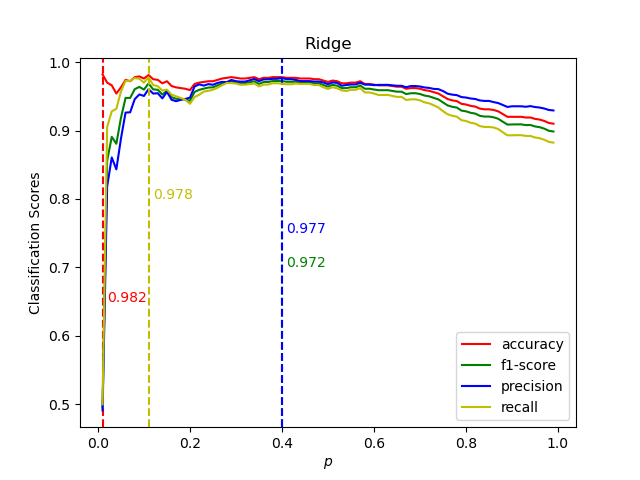 Ridge
Classification Scores
1.0
0.9
0.8
0.7
0.6
0.5
0.978
0.977
0.972
0.982
accuracy
f1-score
precision
recall
0.0 0.2 0.4 0.6 0.8 1.0
p